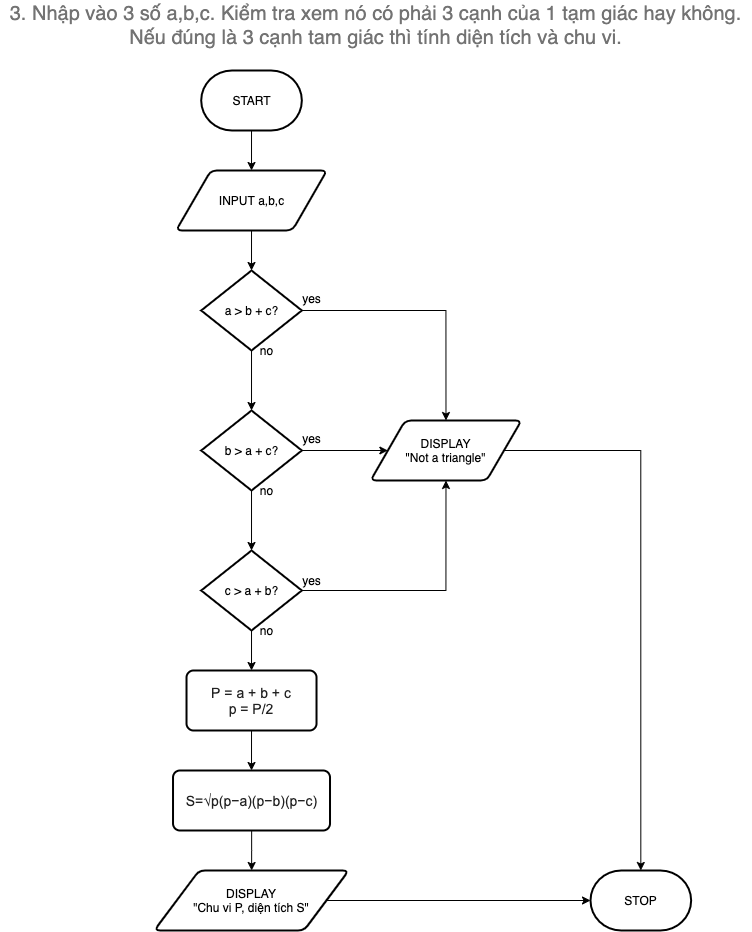 3. Nhập vào 3 số a,b,c. Kiểm tra xem nó có phải 3 cạnh của 1 tạm giác hay không.
Nếu đúng là 3 cạnh tam giác thì tính diện tích và chu vi.
START
INPUT a,b,c
a > b + c?
yes
no
b > a + c?
yes
no
DISPLAY
"Not a triangle"
c > a + b?
yes
no
P = a + b + c
p = P/2
S=√p(p−a)(p−b)(p−c)
DISPLAY
"Chu vi P, diện tích S"
STOP